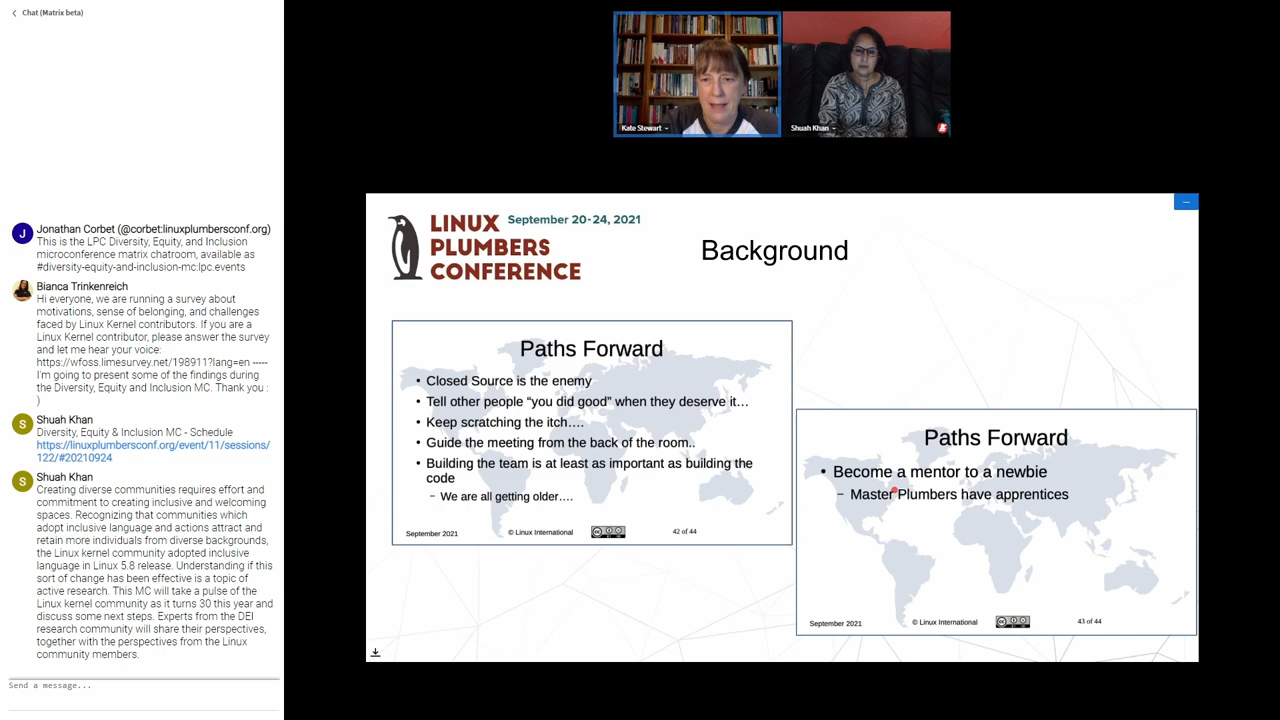 Chat (Matrix beta)
J
Jonathan Corbet (@corbet:linuxplumbersconf.org)
This is the LPC Diversity, Equity, and Inclusion
microconference matrix chatroom, available as
#diversity-equity-and-inclusion-mc:lpc.events
Bianca Trinkenreich
Hi everyone, we are running a survey about
motivations, sense of belonging, and challenges
faced by Linux Kernel contributors. If you are a
Linux Kernel contributor, please answer the survey
and let me hear your voice:
https://wfoss.limesurvey.net/198911?lang=en -----
I'm going to present some of the findings during
the Diversity, Equity and Inclusion MC. Thank you :
)
S
Shuah Khan
Diversity, Equity & Inclusion MC - Schedule
https://linuxplumbersconf.org/event/11/sessions/
122/#20210924
S
Shuah Khan
Creating diverse communities requires effort and
commitment to creating inclusive and welcoming
spaces. Recognizing that communities which
adopt inclusive language and actions attract and
retain more individuals from diverse backgrounds,
the Linux kernel community adopted inclusive
language in Linux 5.8 release. Understanding if this
sort of change has been effective is a topic of
active research. This MC will take a pulse of the
Linux kernel community as it turns 30 this year and
discuss some next steps. Experts from the DEI
research community will share their perspectives,
together with the perspectives from the Linux
community members.
Send a message...
Kate Stewart
Shuah Khan
LINUX
PLUMBERS
CONFERENCE
September 20-24, 2021
Background
Paths Forward
• Closed Source is the enemy
• Tell other people “you did good” when they deserve it…
• Keep scratching the itch….
• Guide the meeting from the back of the room..
• Building the team is at least as important as building the
code
– We are all getting older….
September 2021
© Linux International
42 of 44
Paths Forward
• Become a mentor to a newbie
– Master Plumbers have apprentices
September 2021
© Linux International
43 of 44